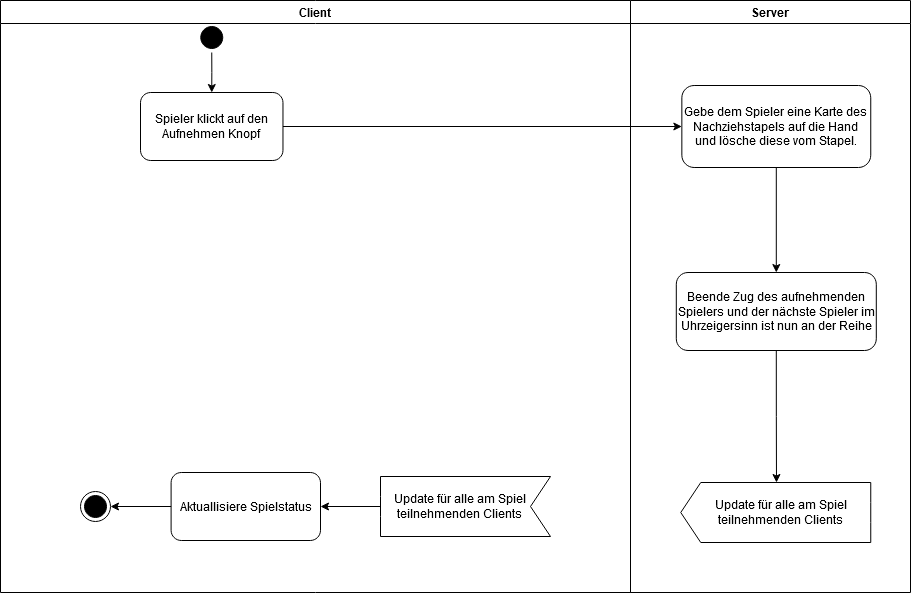 Client
Server
Spieler klickt auf den
Aufnehmen Knopf
Gebe dem Spieler eine Karte des
Nachziehstapels auf die Hand
und lösche diese vom Stapel.
Beende Zug des aufnehmenden
Spielers und der nächste Spieler im
Uhrzeigersinn ist nun an der Reihe
Aktuallisiere Spielstatus
Update für alle am Spiel
teilnehmenden Clients
Update für alle am Spiel
teilnehmenden Clients